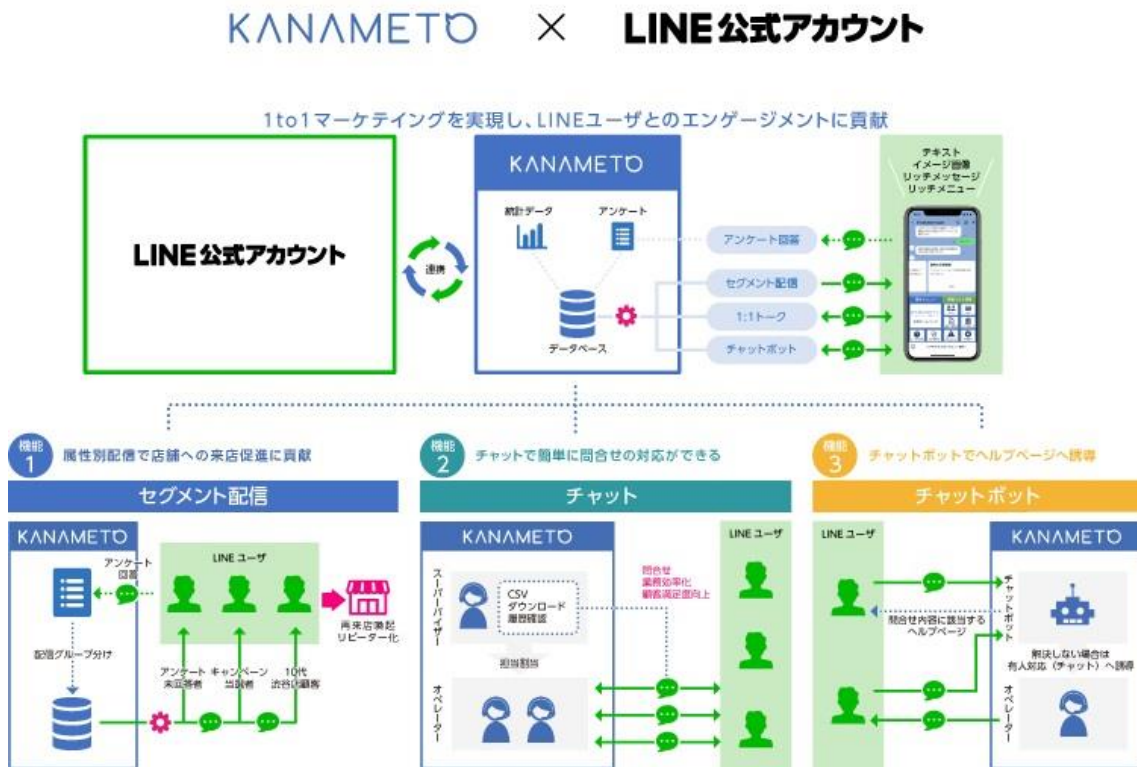 KANAMETO × LINE公式アカウント
1to1マーケテイングを実現し、LINEユーザとのエンゲージメントに貢献
LINE公式アカウント
連携
KANAMETO
統計データ
アンケート
データベース
アンケート回答
セグメント配信
1:1トーク
チャットボット
テキスト
イメージ画像
リッチメッセージ
リッチメニュー
機能
1
属性別配信で店舗への来店促進に貢献
セグメント配信
KANAMETO
アンケート
回答
配信グループ分け
LINE ユーザ
アンケート
未回答者
キャンペーン
当選者
10代
渋谷店顧客
再来店喚起
リピーター化
機能
2
チャットで簡単に問合せの対応ができる
チャット
KANAMETO
スーパーバイザー
CSV
ダウンロード
履歴確認
担当割当
オペレーター
問合せ
業務効率化
顧客満足度向上
LINE ユーザ
機能
3
チャットボットでヘルプページへ誘導
チャットボット
LINE ユーザ
問合せ内容に該当する
ヘルプページ
KANAMETO
チャットボット
解決しない場合は
有人対応（チャット）へ誘導
オペレーター